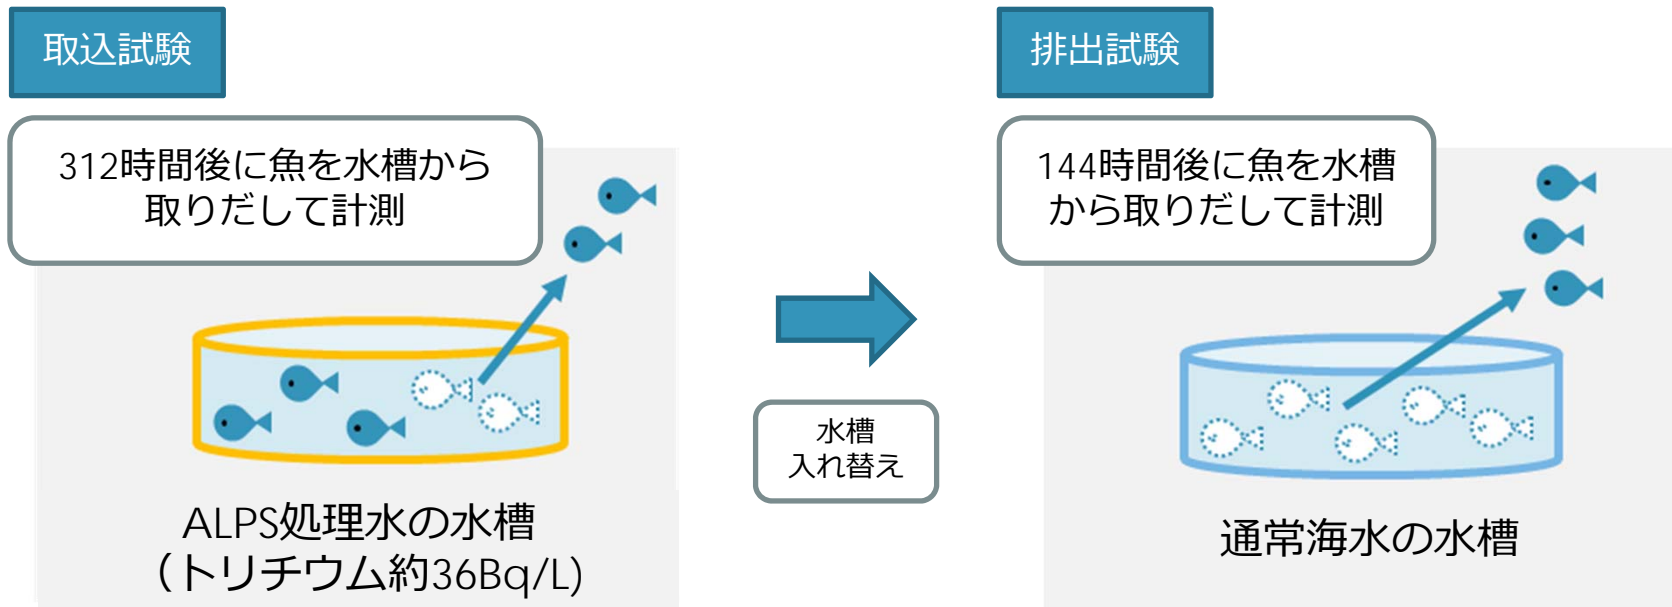 取込試験
312時間後に魚を水槽から
取りだして計測
ALPS処理水の水槽
（トリチウム約36Bq/L)
水槽
入れ替え
排出試験
144時間後に魚を水槽
から取りだして計測
通常海水の水槽